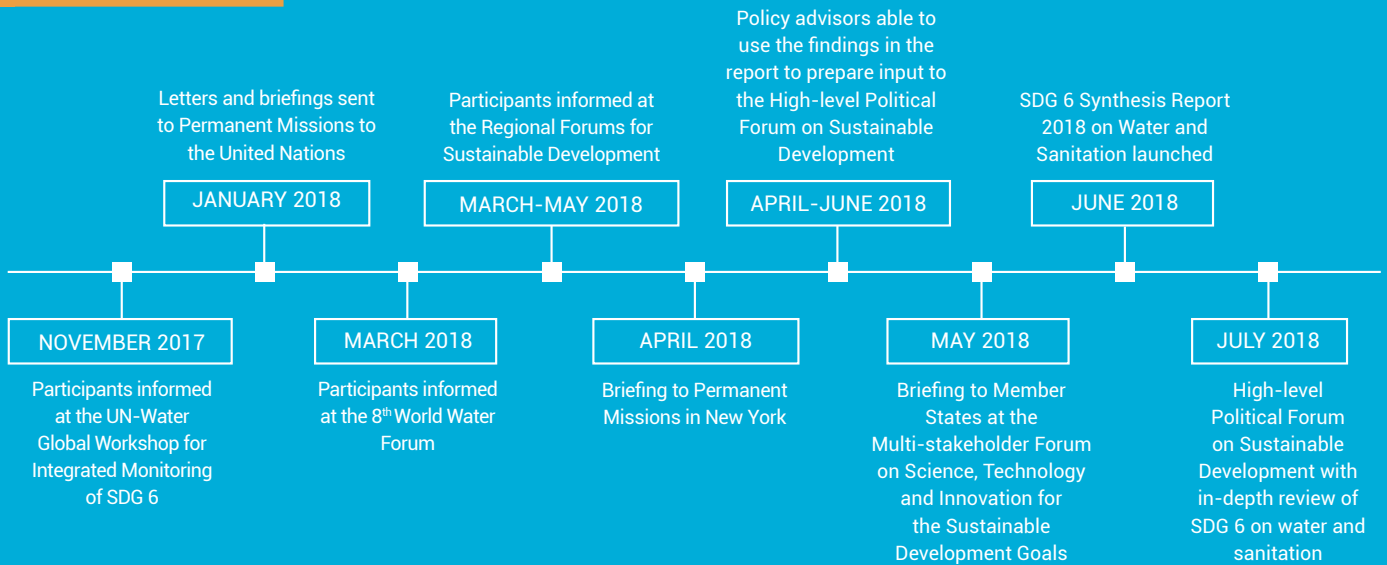 Letters and briefings sent
to Permanent Missions to
the United Nations
JANUARY 2018
Participants informed at
the Regional Forums for
Sustainable Development
MARCH-MAY 2018
Policy advisors able to
use the findings in the
report to prepare input to
the High-level Political
Forum on Sustainable
Development
APRIL-JUNE 2018
SDG 6 Synthesis Report
2018 on Water and
Sanitation launched
JUNE 2018
NOVEMBER 2017
Participants informed
at the UN-Water
Global Workshop for
Integrated Monitoring
of SDG 6
MARCH 2018
Participants informed
at the 8th World Water
Forum
APRIL 2018
Briefing to Permanent
Missions in New York
MAY 2018
Briefing to Member
States at the
Multi-stakeholder Forum
on Science, Technology
and Innovation for
the Sustainable
Development Goals
JULY 2018
High-level
Political Forum
on Sustainable
Development with
in-depth review of
SDG 6 on water and
sanitation